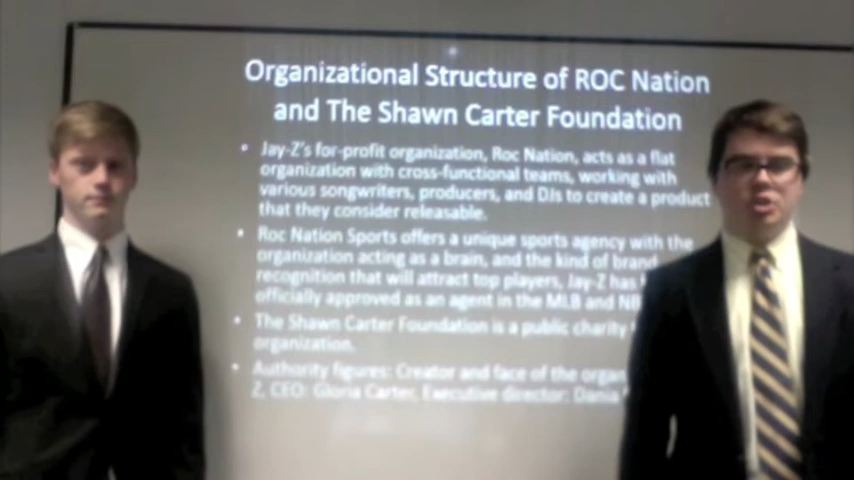 Organizational Structure of ROC Nation
and The Shawn Carter Foundation
• Jay-Z's for-profit organization, Roc Nation, acts as a flat
organization with cross-functional teams, working with
various songwriters, producers, and DJs to create a product
that they consider releasable.
• Roc Nation Sports offers a unique sports agency with the
organization acting as a brain, and the kind of brand
recognition that will attract top players, Jay-Z has
officially approved as an agent in the MLB and
• The Shawn Carter Foundation is a public charity
organization.
• Authority figures: Creator and face of the
Z, CEO: Gloria Carter, Executive director: Dania